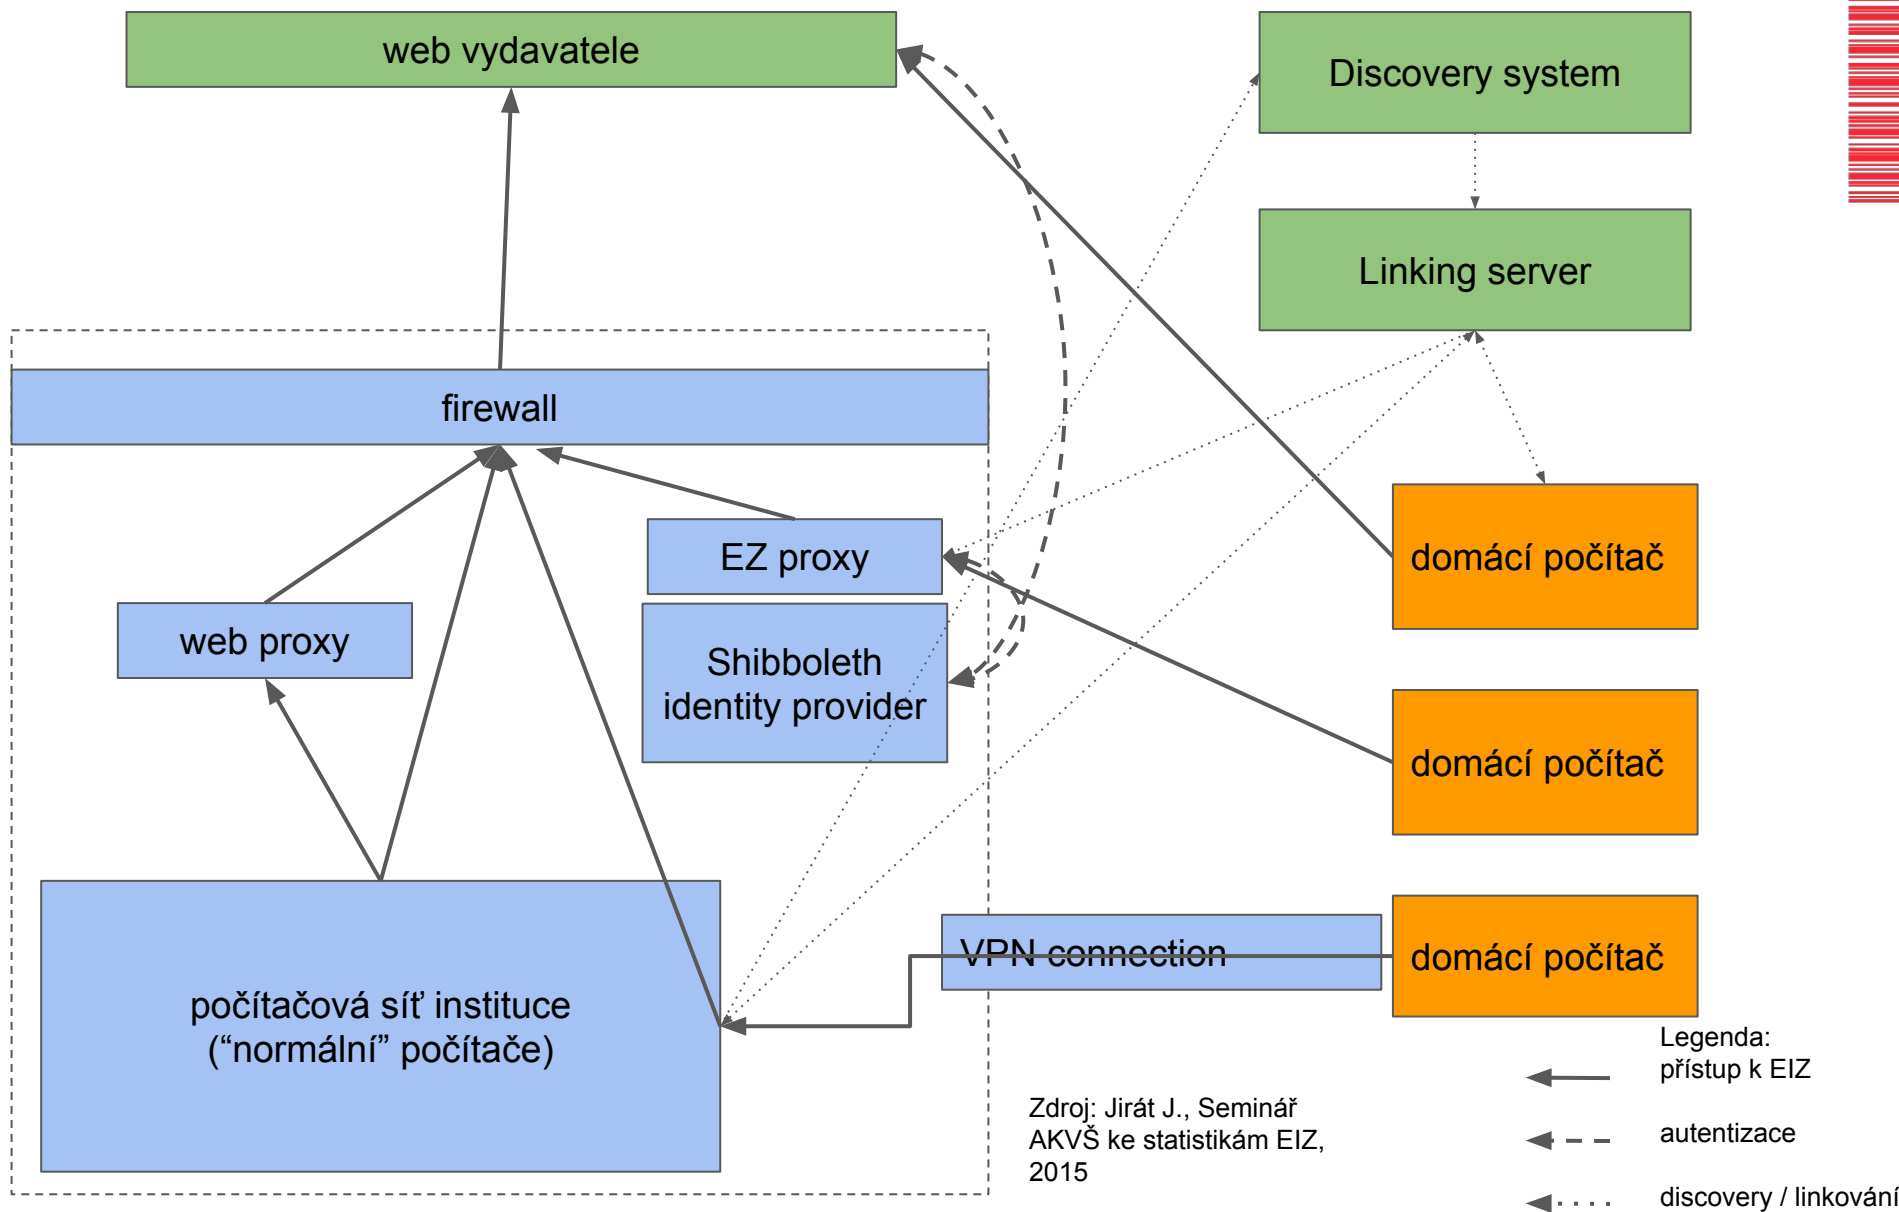 web vydavatele
Discovery system
Linking server
firewall
EZ proxy
domácí počítač
web proxy
Shibboleth
identity provider
domácí počítač
VPN connection
domácí počítač
počítačová síť instituce
(“normální” počítače)
Legenda:
přístup k EIZ
autentizace
discovery / linkování
Zdroj: Jirát J., Seminář
AKVŠ ke statistikám EIZ,
2015